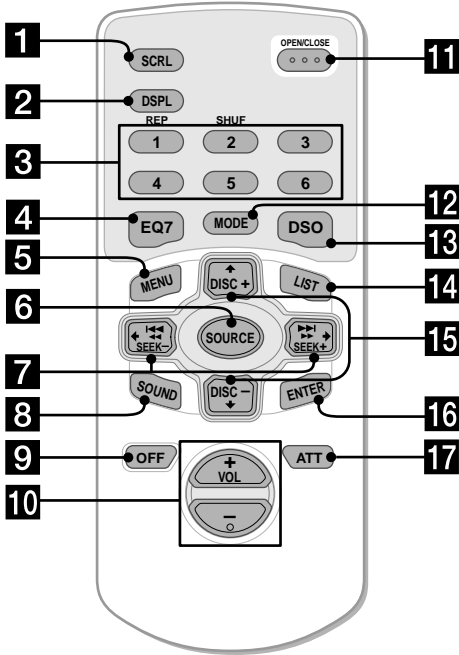 OPEN/CLOSE
1 SCRL 11
2 DSPL
REP SHUF
3 1 2 3
4 5 6
4 EQ7 MODE DSO 12
13
5 MENU DISC + LIST 14
6 SOURCE 15
7 SEEK– SEEK+
8 SOUND DISC – ENTER 16
9 OFF + ATT 17
10 VOL
–